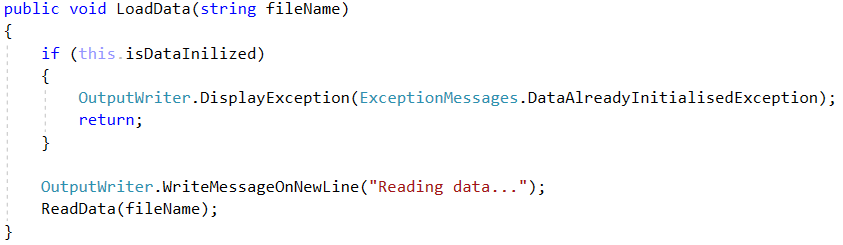 public void LoadData(string fileName)
{
    if (this.isDataInilized)
    {
        OutputWriter.DisplayException(ExceptionMessages.DataAlreadyInitialisedException);
        return;
    }

    OutputWriter.WriteMessageOnNewLine("Reading data...");
    ReadData(fileName);
}